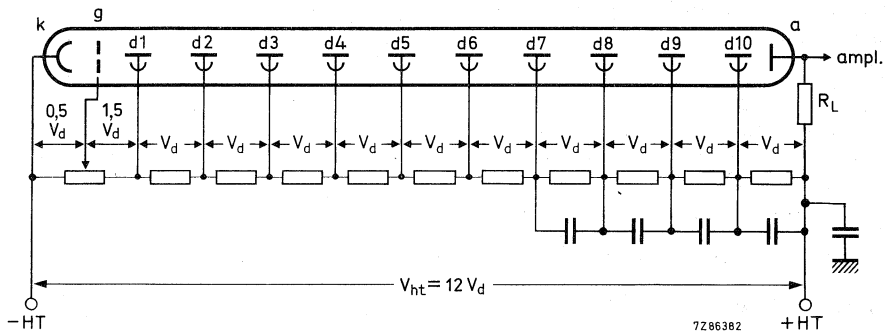 k g a
d1 d2 d3 d4 d5 d6 d7 d8 d9 d10
ampl.
R_L
0,5 V_d 1,5 V_d V_d V_d V_d V_d V_d V_d V_d V_d V_d V_d
V_ht = 12 V_d
-HT +HT
7Z86382